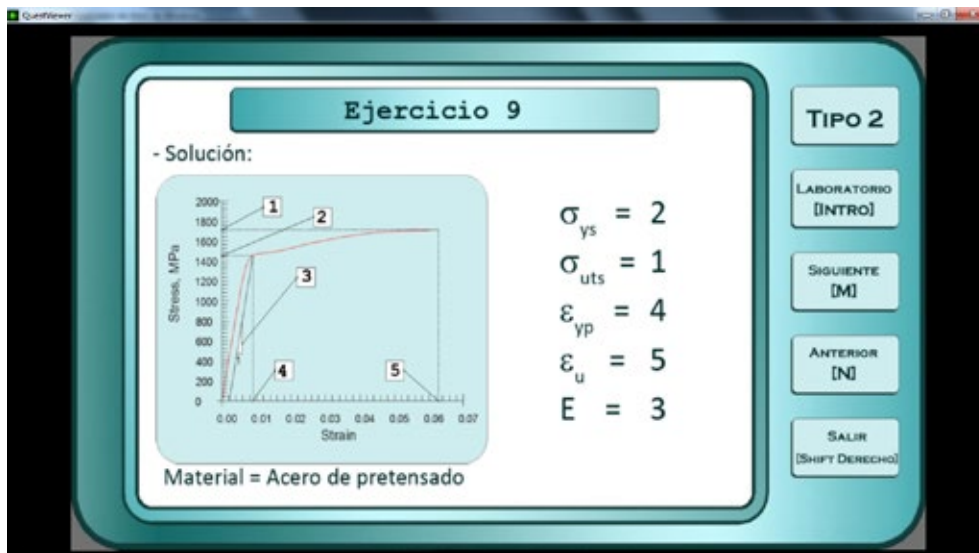 QuestViewer
Ejercicio 9
- Solución:
2000
1800
1600
1400
1200
1000
800
600
400
200
0
Stress, MPa
1
2
3
4
5
0.00 0.01 0.02 0.03 0.04 0.05 0.06 0.07
Strain
Material = Acero de pretensado
σys = 2
σuts = 1
εyp = 4
εu = 5
E = 3
TIPO 2
LABORATORIO
[INTRO]
SIGUIENTE
[M]
ANTERIOR
[N]
SALIR
[SHIFT DERECHO]